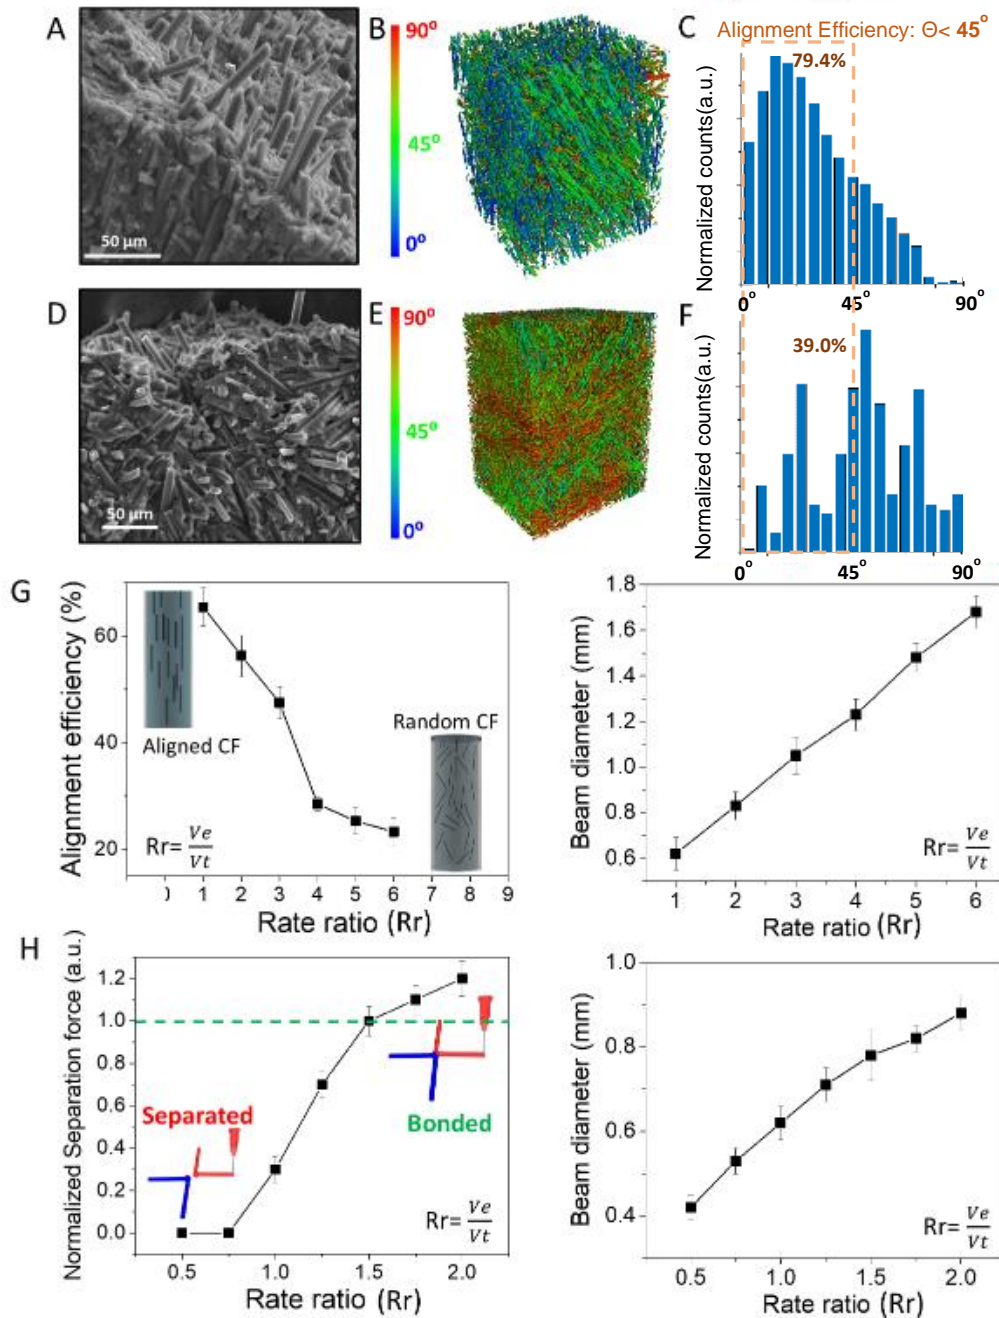 A
50 μm
B
90°
45°
0°
C
Alignment Efficiency: Θ< 45°
79.4%
Normalized counts(a.u.)
0°
45°
90°
D
50 μm
E
90°
45°
0°
F
39.0%
Normalized counts(a.u.)
0°
45°
90°
G
Alignment efficiency (%)
60
40
20
Aligned CF
Random CF
Rr= Ve/Vt
1 2 3 4 5 6 7 8 9
Rate ratio (Rr)
Beam diameter (mm)
1.8
1.6
1.4
1.2
1.0
0.8
0.6
Rr= Ve/Vt
1 2 3 4 5 6
Rate ratio (Rr)
H
Normalized Separation force (a.u.)
1.2
1.0
0.8
0.6
0.4
0.2
0.0
Separated
Bonded
Rr= Ve/Vt
0.5 1.0 1.5 2.0
Rate ratio (Rr)
Beam diameter (mm)
1.0
0.8
0.6
0.4
Rr= Ve/Vt
0.5 1.0 1.5 2.0
Rate ratio (Rr)